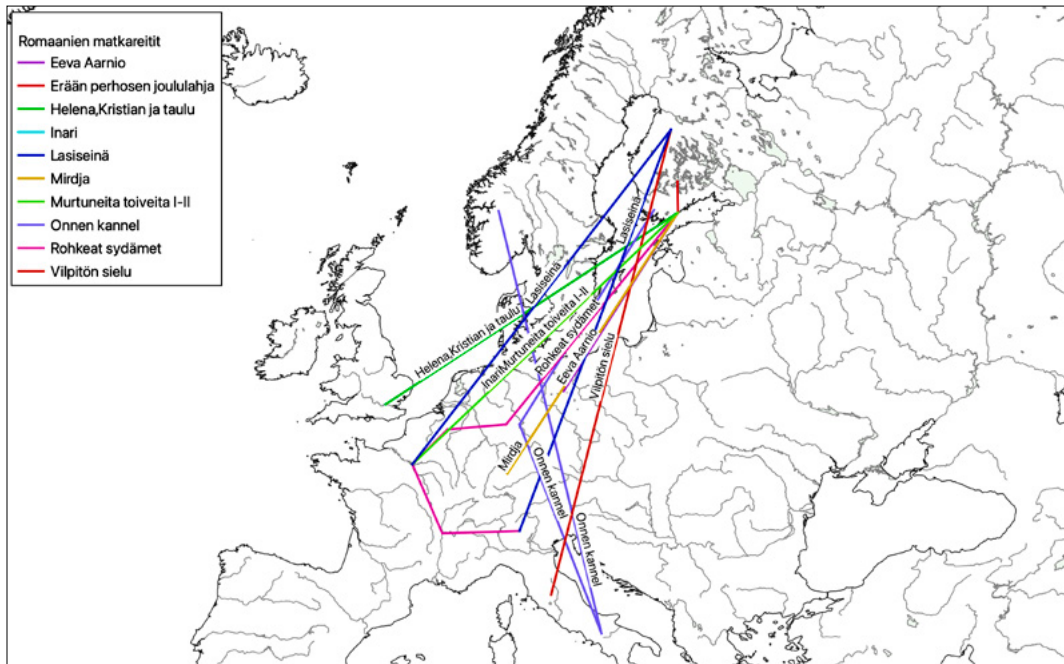 Romaanien matkareitit
Eeva Aarnio
Erään perhosen joululahja
Helena,Kristian ja taulu
Inari
Lasiseinä
Mirdja
Murtuneita toiveita I-II
Onnen kannel
Rohkeat sydämet
Vilpitön sielu
Lasiseinä
Lasiseinä
Helena,Kristian ja taulu
InariMurtuneita toiveita I-II
Rohkeat sydämet
Eeva Aarnio
Vilpitön sielu
Mirdja
Onnen kannel
Onnen kannel